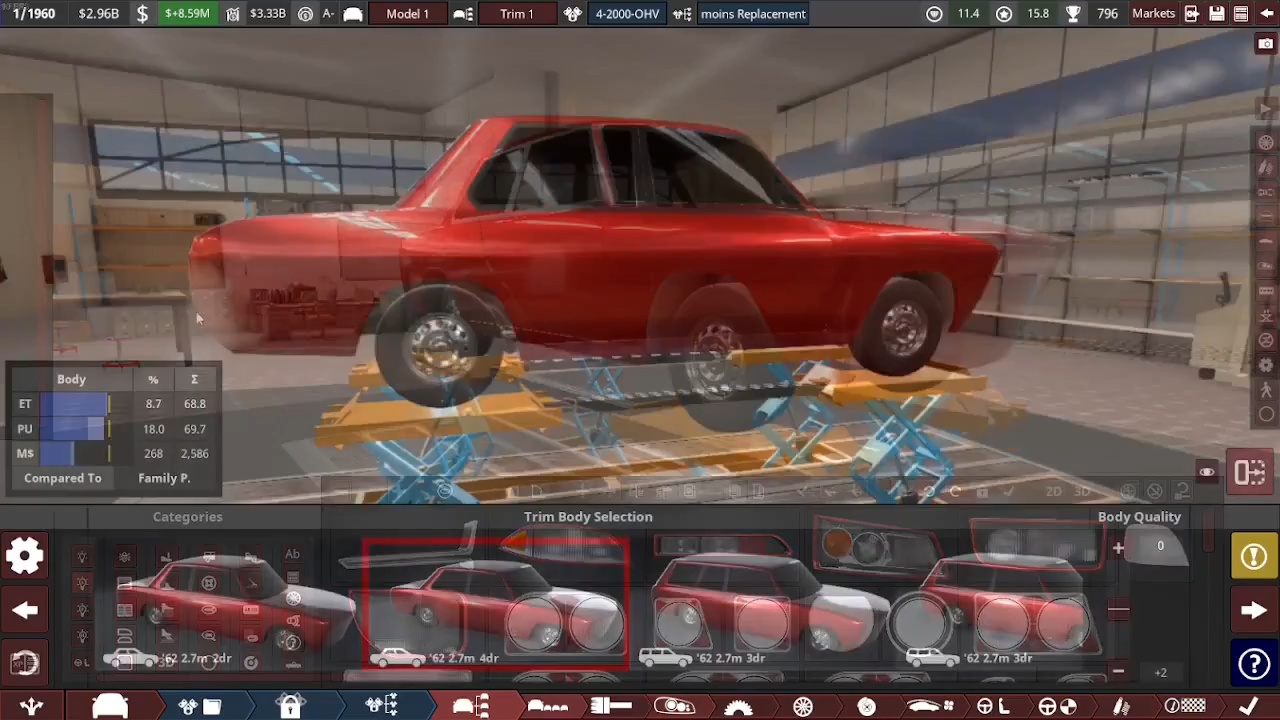 1/1960 $2.96B $ $+8.59M $3.33B A- Model 1 Trim 1 4-2000-OHV moins Replacement 11.4 15.8 796 Markets
Body % Σ
ET 8.7 68.8
PU 18.0 69.7
M$ 268 2,586
Compared To Family P.
2D 3D
Categories Trim Body Selection Body Quality
+ 0
Ab
L '62 2.7m 2dr '62 2.7m 4dr '62 2.7m 3dr '62 2.7m 3dr
+2
?